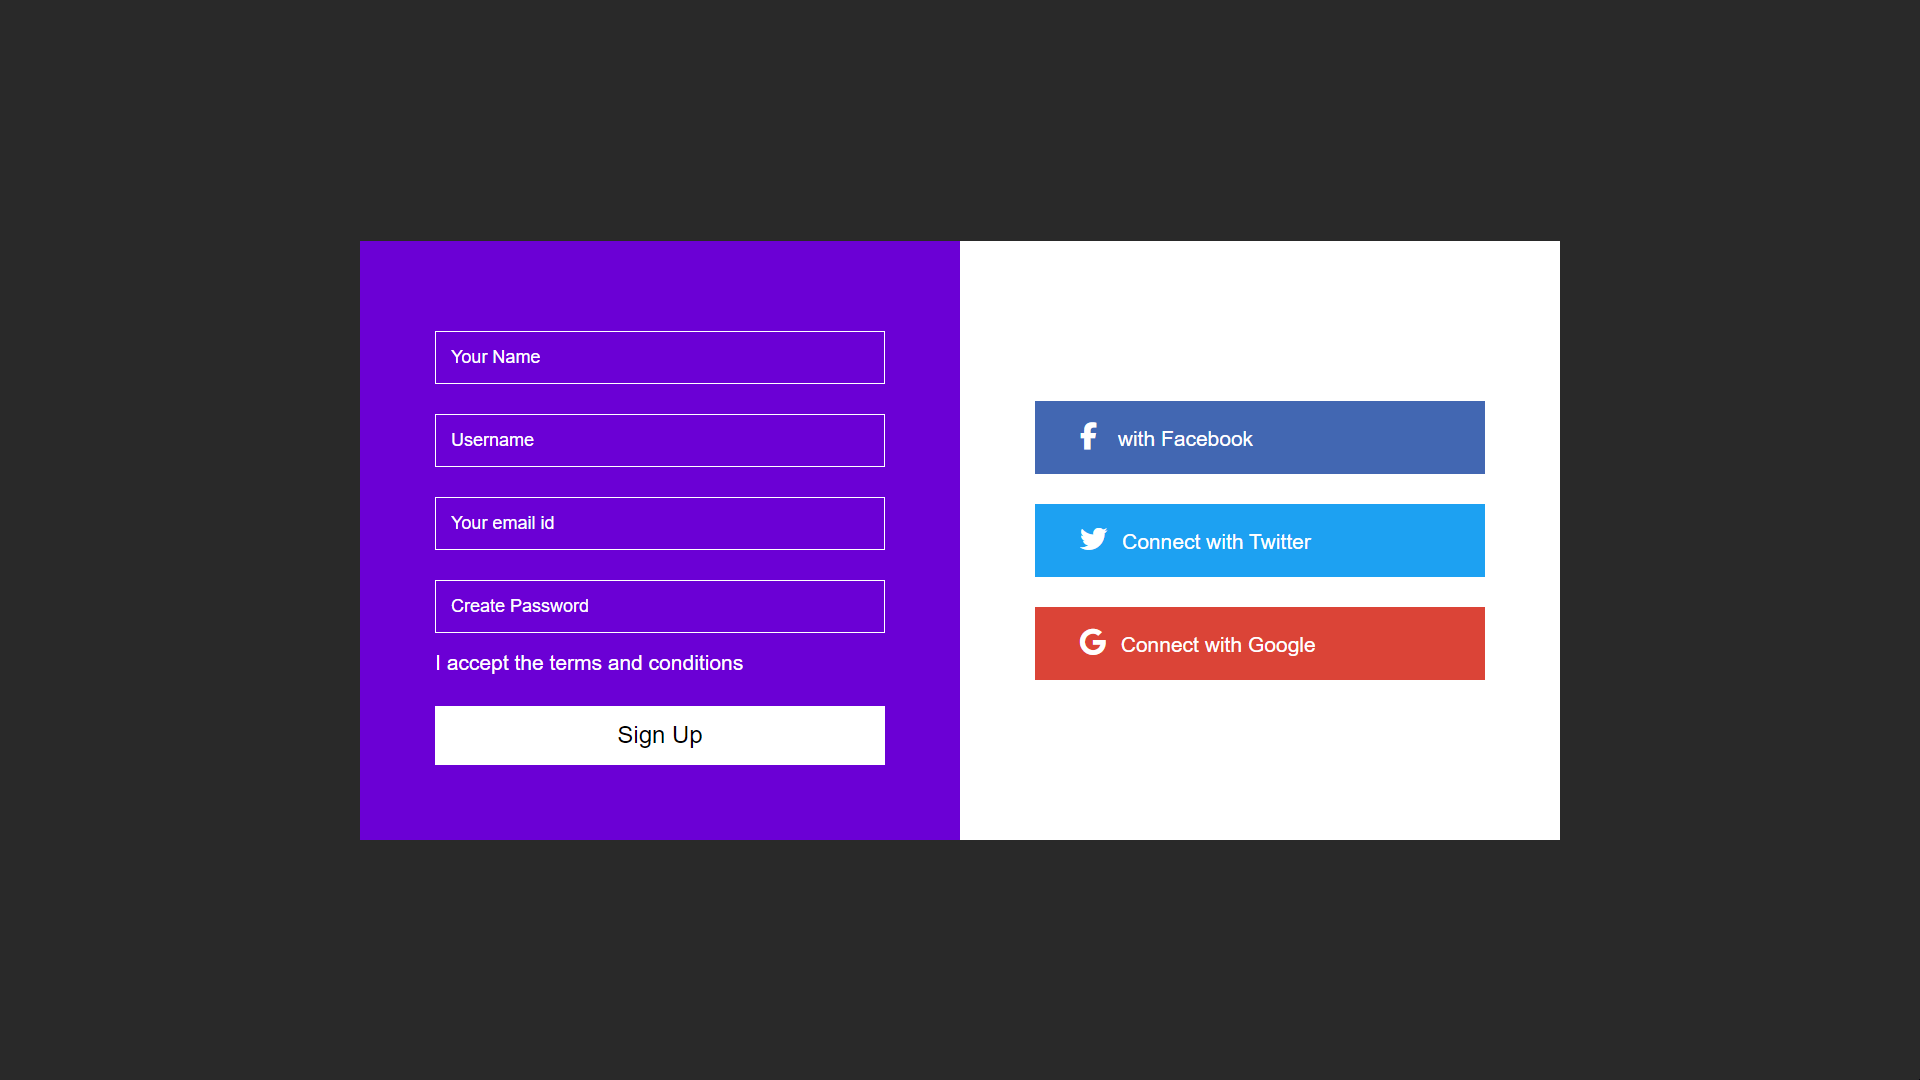 Your Name
Username
Your email id
Create Password
I accept the terms and conditions
Sign Up
with Facebook
Connect with Twitter
Connect with Google